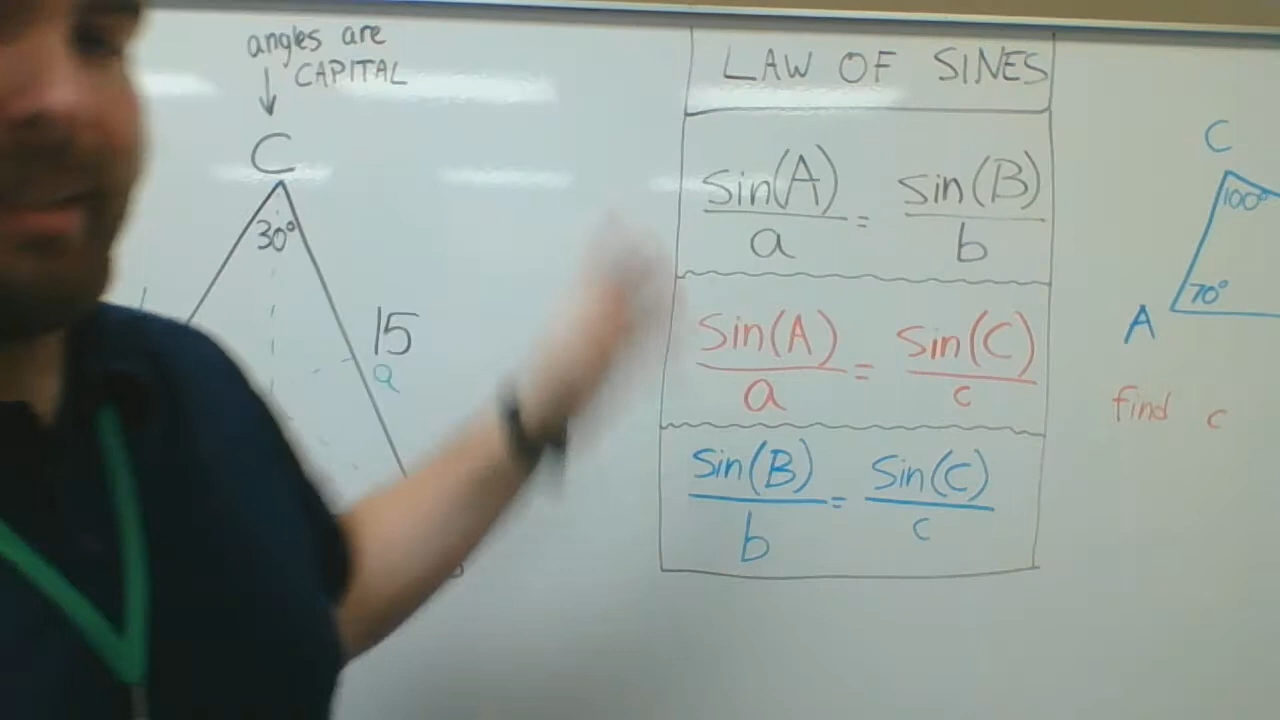 angles are
CAPITAL
C
30°
15
a
LAW OF SINES
sin(A)/a = sin(B)/b
Sin(A)/a = Sin(C)/c
Sin(B)/b = Sin(C)/c
C
100°
70°
A
find c